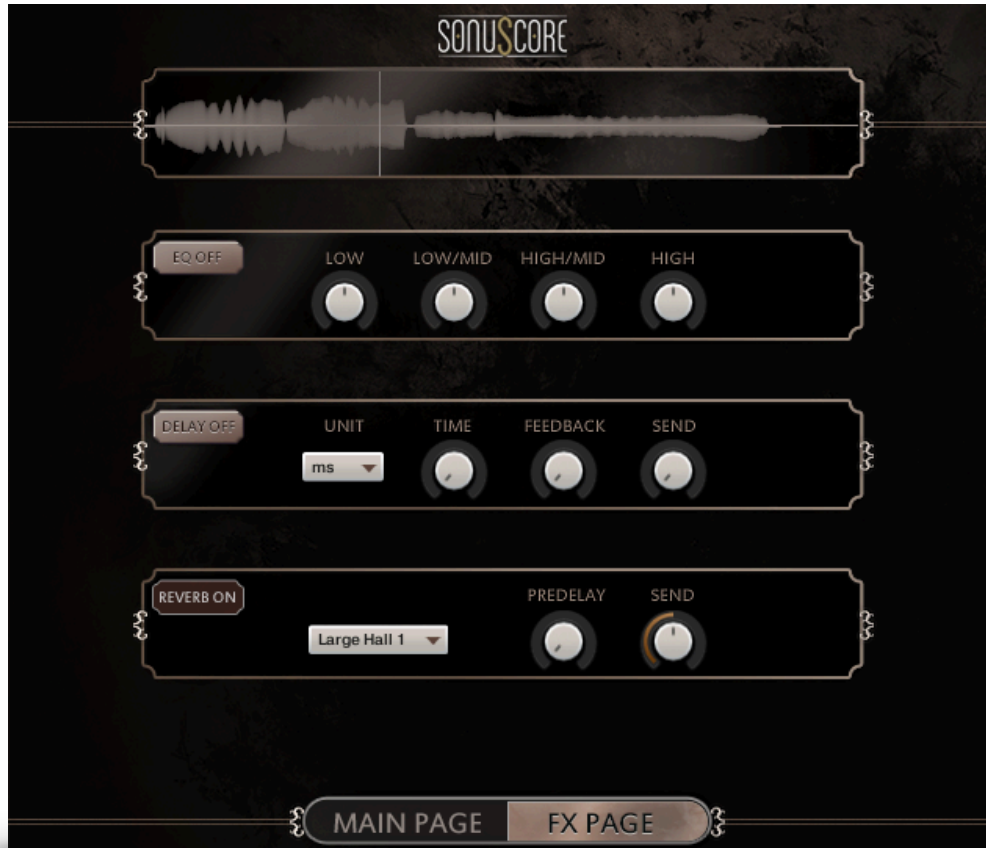 SONUSCORE
EQ OFF
LOW LOW/MID HIGH/MID HIGH
DELAY OFF
UNIT TIME FEEDBACK SEND
ms
REVERB ON
PREDELAY SEND
Large Hall 1
MAIN PAGE FX PAGE